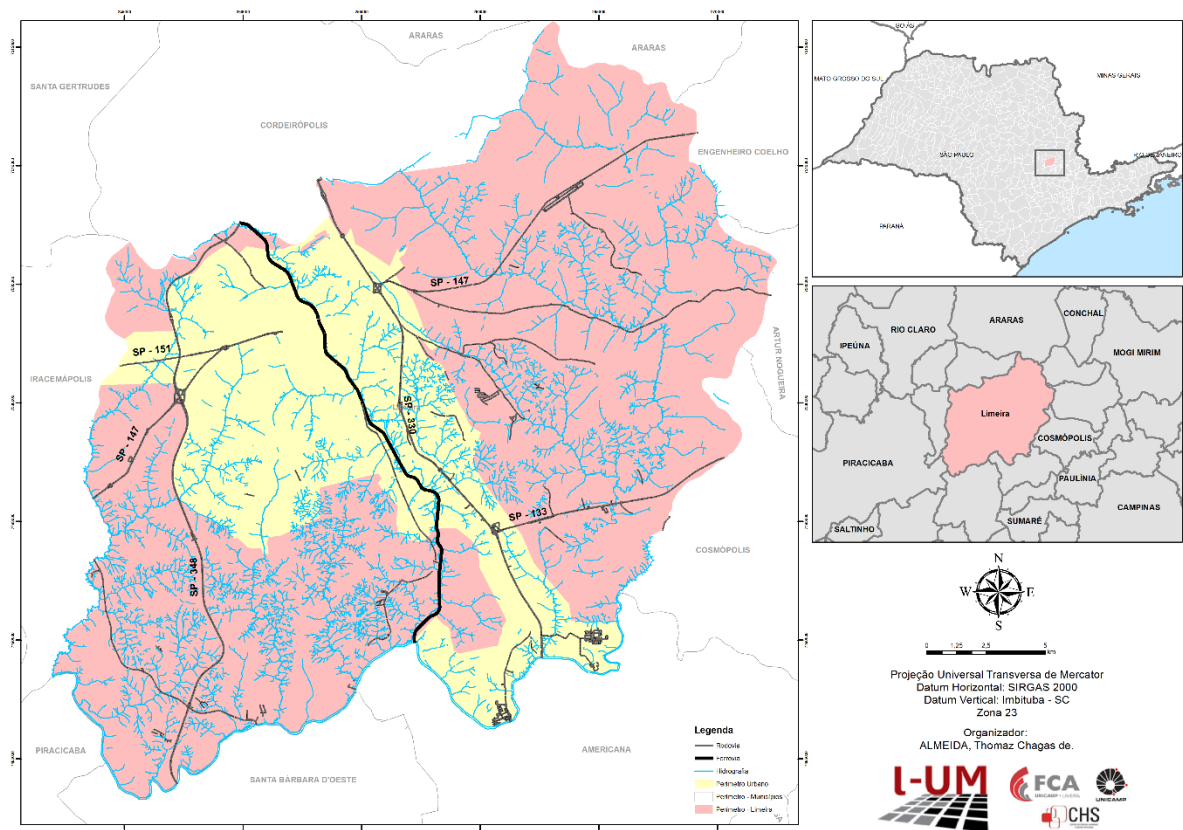 ARARAS
ARARAS
SANTA GERTRUDES
CORDEIRÓPOLIS
ENGENHEIRO COELHO
SP - 147
ARTUR NOGUEIRA
SP - 151
IRACEMÁPOLIS
SP - 330
SP - 147
SP - 133
COSMÓPOLIS
SP - 348
PIRACICABA
SANTA BÁRBARA D'OESTE
AMERICANA
Legenda
Rodovia
Ferrovia
Hidrografia
Perímetro Urbano
Perímetro - Municípios
Perímetro - Limeira
GOIÁS
MATO GROSSO DO SUL
MINAS GERAIS
SÃO PAULO
RIO DE JANEIRO
PARANÁ
CONCHAL
RIO CLARO
ARARAS
IPEÚNA
MOGI MIRIM
Limeira
COSMÓPOLIS
PIRACICABA
PAULÍNIA
CAMPINAS
SUMARÉ
SALTINHO
N
W E
S
0 1,25 2,5 5
km
Projeção Universal Transversa de Mercator
Datum Horizontal: SIRGAS 2000
Datum Vertical: Imbituba - SC
Zona 23
Organizador:
ALMEIDA, Thomaz Chagas de.
L-UM
FCA
UNICAMP
UNICAMP
CHS